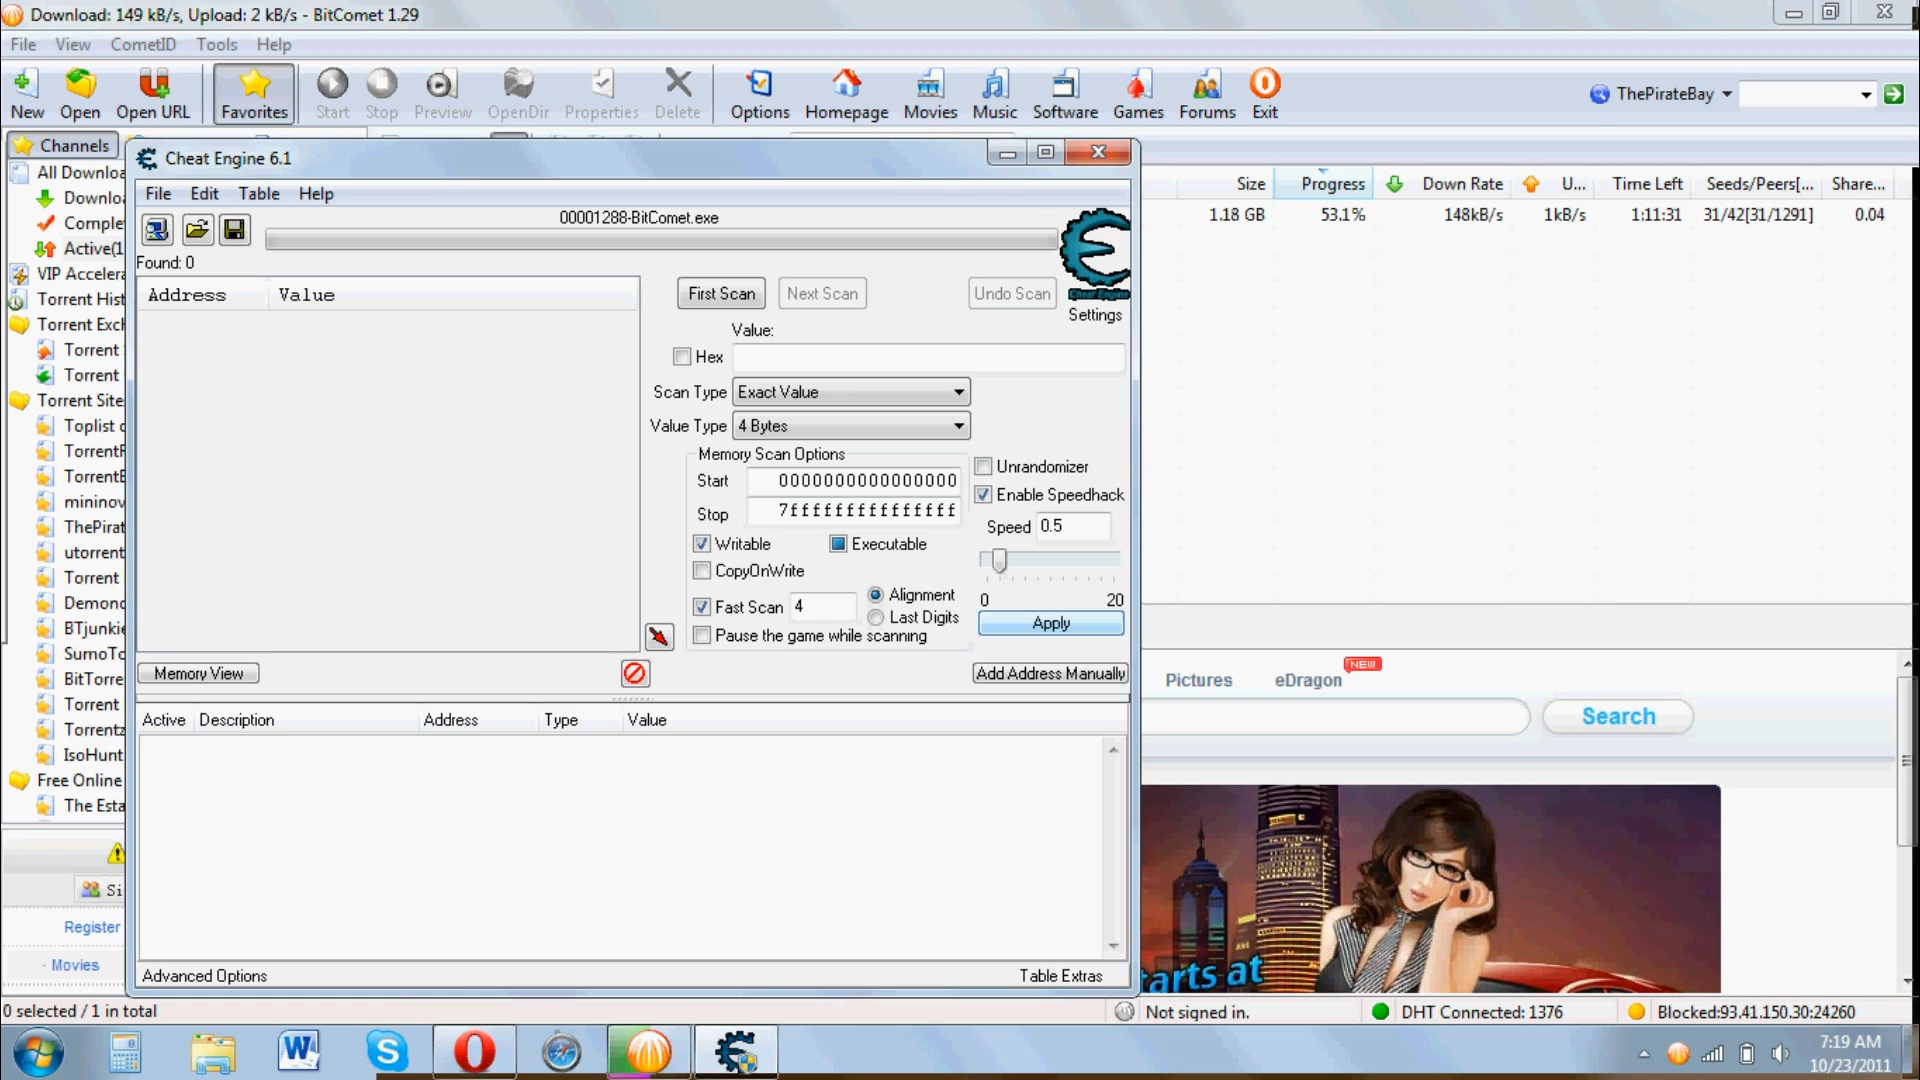 Download: 149 kB/s, Upload: 2 kB/s - BitComet 1.29
File View CometID Tools Help
New Open Open URL Favorites Start Stop Preview OpenDir Properties Delete Options Homepage Movies Music Software Games Forums Exit ThePirateBay
Channels
All Downloa
Downlo
Comple
Active(1
VIP Accelera
Torrent Hist
Torrent Exch
Torrent
Torrent
Torrent Site
Toplist o
TorrentR
TorrentB
mininov
ThePirat
utorrent
Torrent
Demono
BTjunkie
SumoTo
BitTorre
Torrent
Torrentz
IsoHunt
Free Online
The Esta
Si
Register
· Movies
Cheat Engine 6.1
File Edit Table Help
00001288-BitComet.exe
Found: 0
Address Value
First Scan Next Scan Undo Scan
Cheat Engine
Settings
Value:
Hex
Scan Type Exact Value
Value Type 4 Bytes
Memory Scan Options
Start 0000000000000000
Stop 7fffffffffffffff
Writable Executable
CopyOnWrite
Fast Scan 4 Alignment
Last Digits
Pause the game while scanning
Unrandomizer
Enable Speedhack
Speed 0.5
0 20
Apply
Memory View Add Address Manually
Active Description Address Type Value
Advanced Options Table Extras
Size Progress Down Rate U... Time Left Seeds/Peers[... Share...
1.18 GB 53.1% 148kB/s 1kB/s 1:11:31 31/42[31/1291] 0.04
Pictures eDragon NEW
Search
arts at
0 selected / 1 in total Not signed in. DHT Connected: 1376 Blocked:93.41.150.30:24260
7:19 AM
10/23/2011